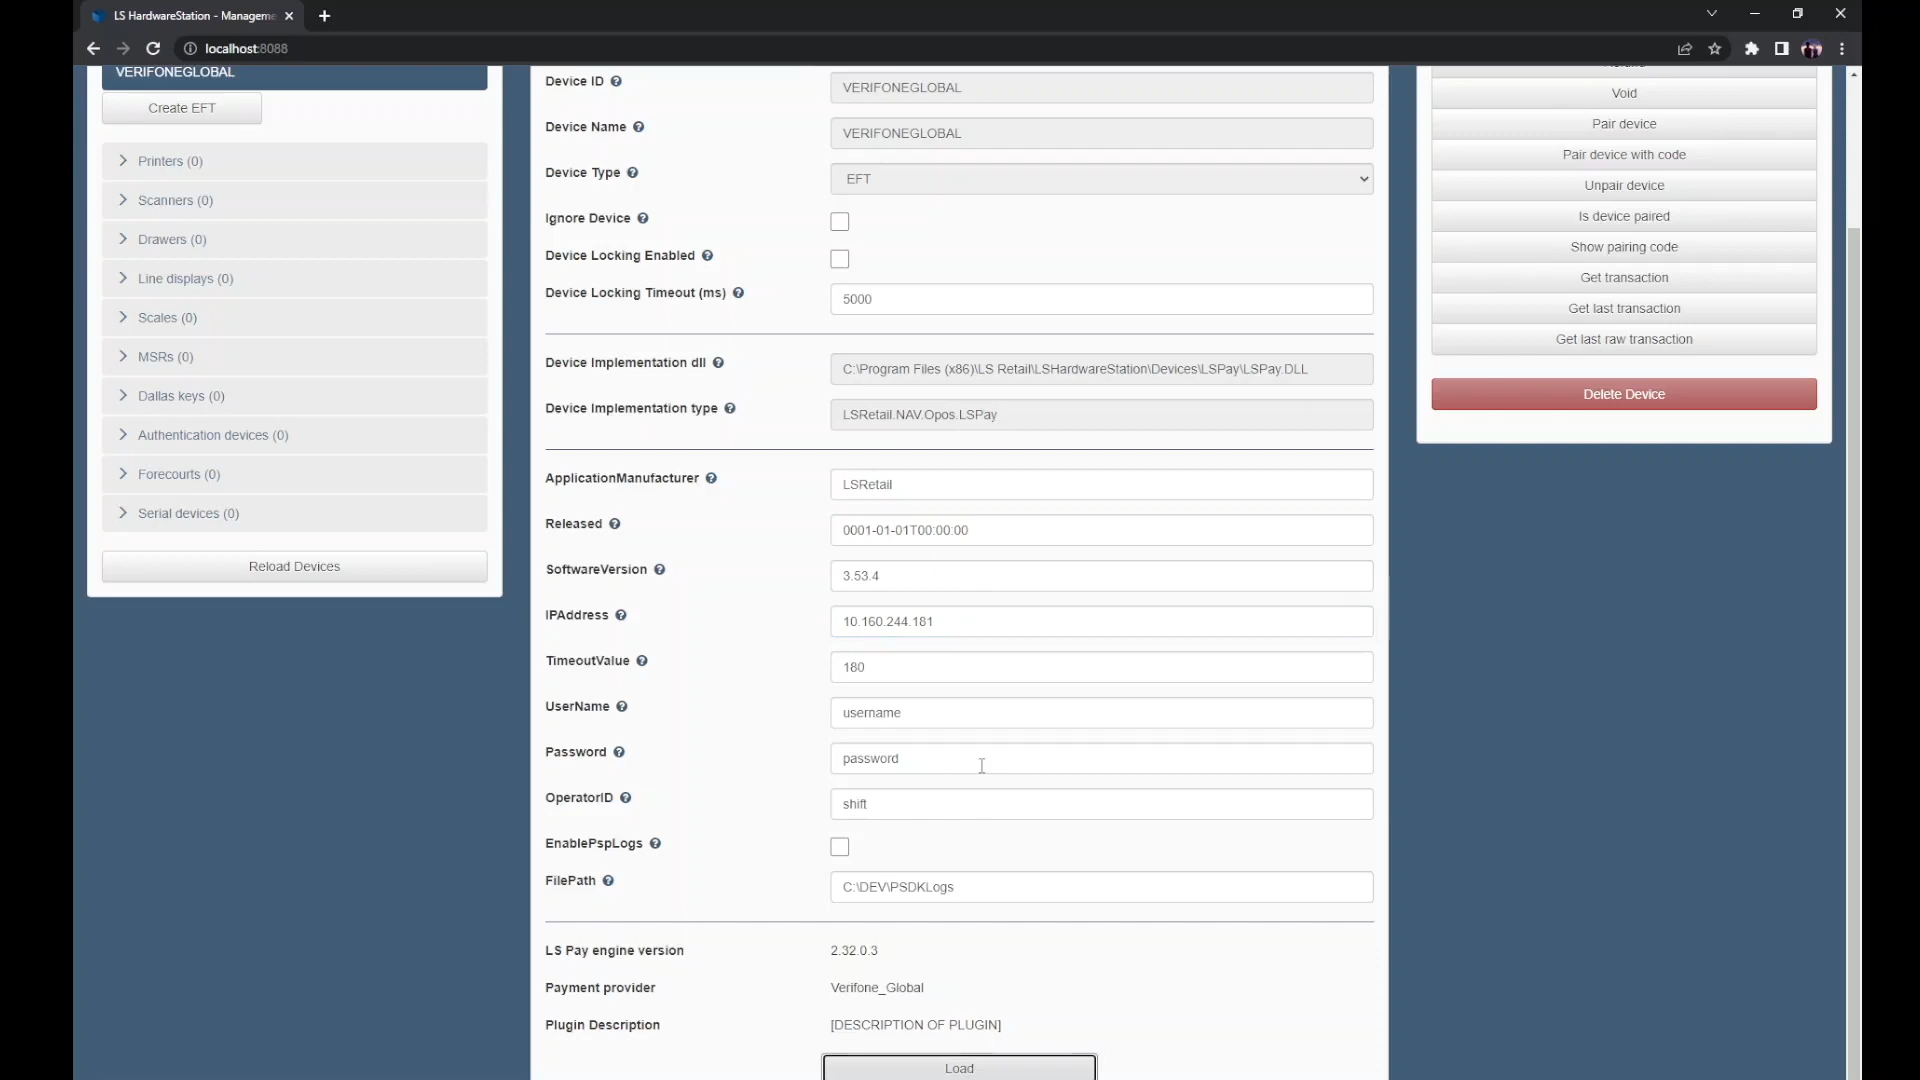 LS HardwareStation - Manageme
localhost:8088
VERIFONEGLOBAL
Create EFT
Printers (0)
Scanners (0)
Drawers (0)
Line displays (0)
Scales (0)
MSRs (0)
Dallas keys (0)
Authentication devices (0)
Forecourts (0)
Serial devices (0)
Reload Devices
Device ID VERIFONEGLOBAL
Device Name VERIFONEGLOBAL
Device Type EFT
Ignore Device
Device Locking Enabled
Device Locking Timeout (ms) 5000
Device Implementation dll C:\Program Files (x86)\LS Retail\LSHardwareStation\Devices\LSPay\LSPay.DLL
Device Implementation type LSRetail.NAV.Opos.LSPay
ApplicationManufacturer LSRetail
Released 0001-01-01T00:00:00
SoftwareVersion 3.53.4
IPAddress 10.160.244.181
TimeoutValue 180
UserName username
Password password
OperatorID shift
EnablePspLogs
FilePath C:\DEV\PSDKLogs
LS Pay engine version 2.32.0.3
Payment provider Verifone_Global
Plugin Description [DESCRIPTION OF PLUGIN]
Load
Void
Pair device
Pair device with code
Unpair device
Is device paired
Show pairing code
Get transaction
Get last transaction
Get last raw transaction
Delete Device